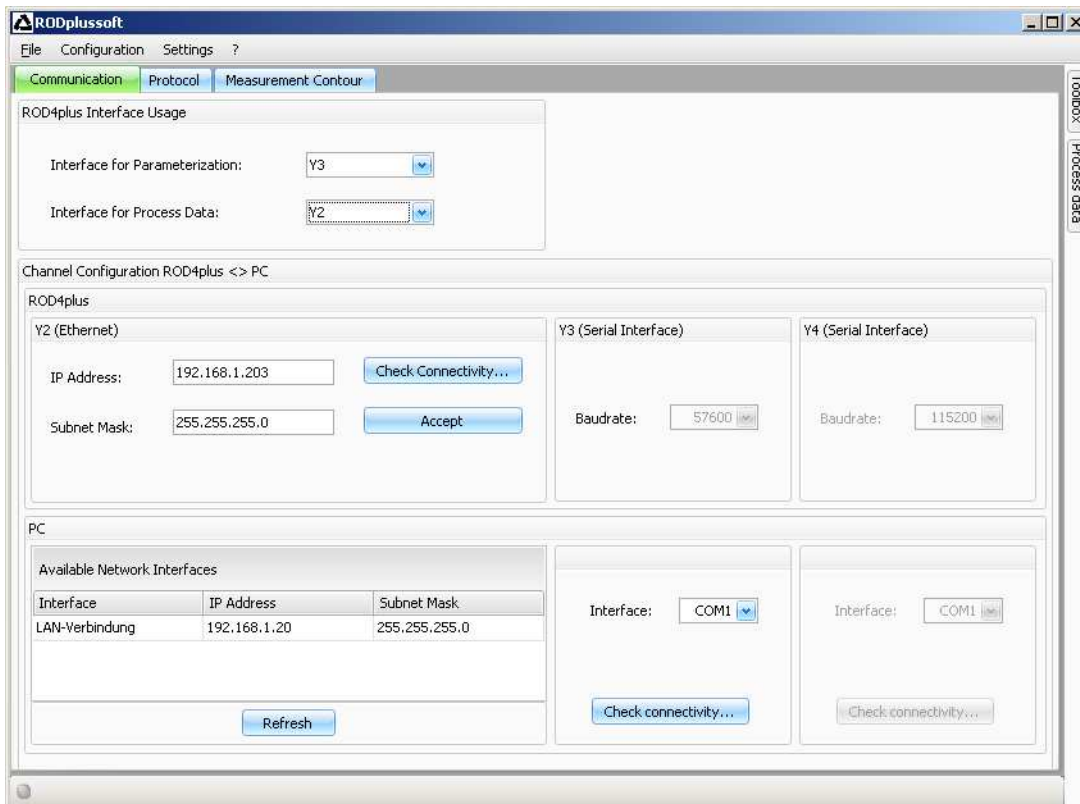 RODplussoft
File Configuration Settings ?
Communication Protocol Measurement Contour
Toolbox
Process data
ROD4plus Interface Usage
Interface for Parameterization: Y3
Interface for Process Data: Y2
Channel Configuration ROD4plus <> PC
ROD4plus
Y2 (Ethernet)
IP Address: 192.168.1.203 Check Connectivity...
Subnet Mask: 255.255.255.0 Accept
Y3 (Serial Interface)
Baudrate: 57600
Y4 (Serial Interface)
Baudrate: 115200
PC
Available Network Interfaces
Interface IP Address Subnet Mask
LAN-Verbindung 192.168.1.20 255.255.255.0
Refresh
Interface: COM1
Check connectivity...
Interface: COM1
Check connectivity...